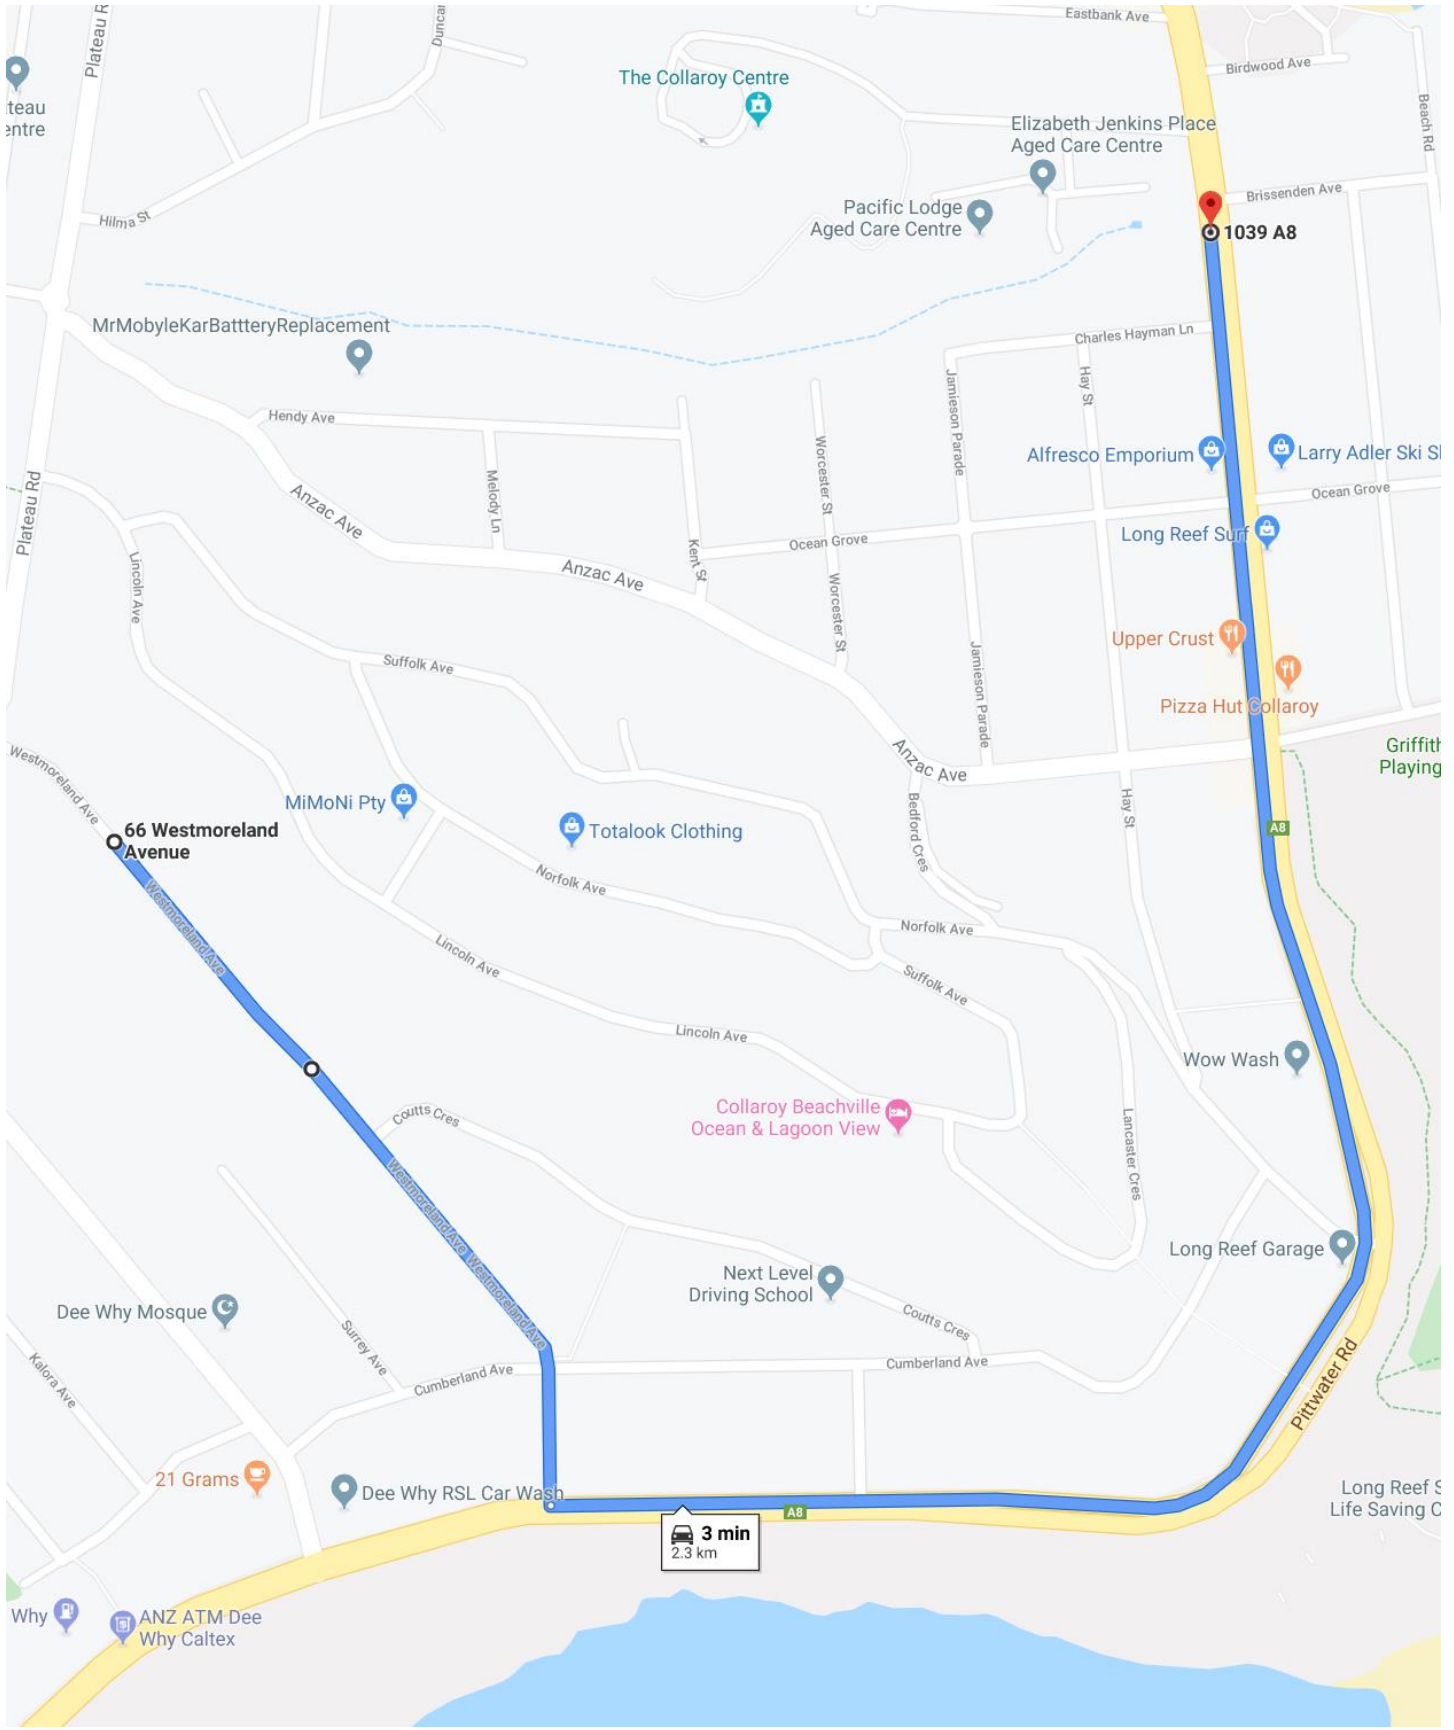 Eastbank Ave
Plateau R
Duncan
Birdwood Ave
Beach Rd
The Collaroy Centre
teau
entre
Elizabeth Jenkins Place
Aged Care Centre
Brissenden Ave
Hilma St
Pacific Lodge
Aged Care Centre
1039 A8
MrMobyleKarBattteryReplacement
Charles Hayman Ln
Jamieson Parade
Hay St
Hendy Ave
Worcester St
Alfresco Emporium
Larry Adler Ski Sh
Melody Ln
Ocean Grove
Plateau Rd
Anzac Ave
Long Reef Surf
Ocean Grove
Kent St
Anzac Ave
Lincoln Ave
Worcester St
Upper Crust
Suffolk Ave
Jamieson Parade
Pizza Hut Collaroy
Griffith
Playing
Anzac Ave
Westmoreland Ave
MiMoNi Pty
Bedford Cres
Hay St
66 Westmoreland
Avenue
Totalook Clothing
A8
Norfolk Ave
Westmoreland Ave
Norfolk Ave
Lincoln Ave
Suffolk Ave
Lincoln Ave
Wow Wash
Collaroy Beachville
Ocean & Lagoon View
Coutts Cres
Lancaster Cres
Westmoreland Ave
Westmoreland Ave
Long Reef Garage
Next Level
Driving School
Dee Why Mosque
Coutts Cres
Surrey Ave
Kalora Ave
Cumberland Ave
Cumberland Ave
Pittwater Rd
21 Grams
Dee Why RSL Car Wash
Long Reef S
Life Saving C
A8
3 min
2.3 km
Why
ANZ ATM Dee
Why Caltex